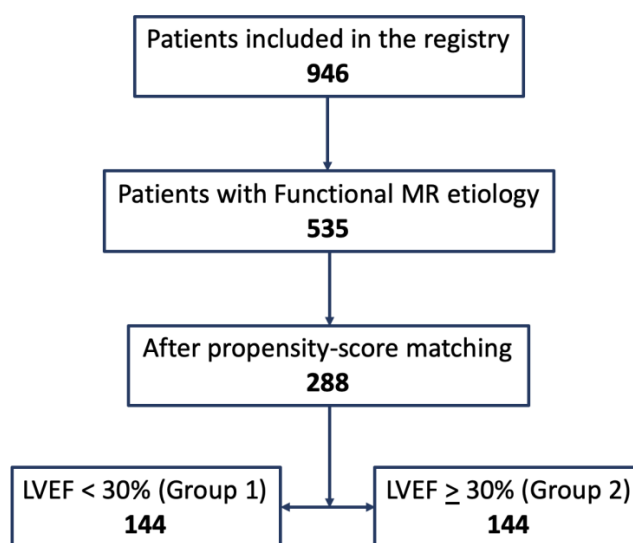 Patients included in the registry
946
Patients with Functional MR etiology
535
After propensity-score matching
288
LVEF < 30% (Group 1)
144
LVEF ≥ 30% (Group 2)
144